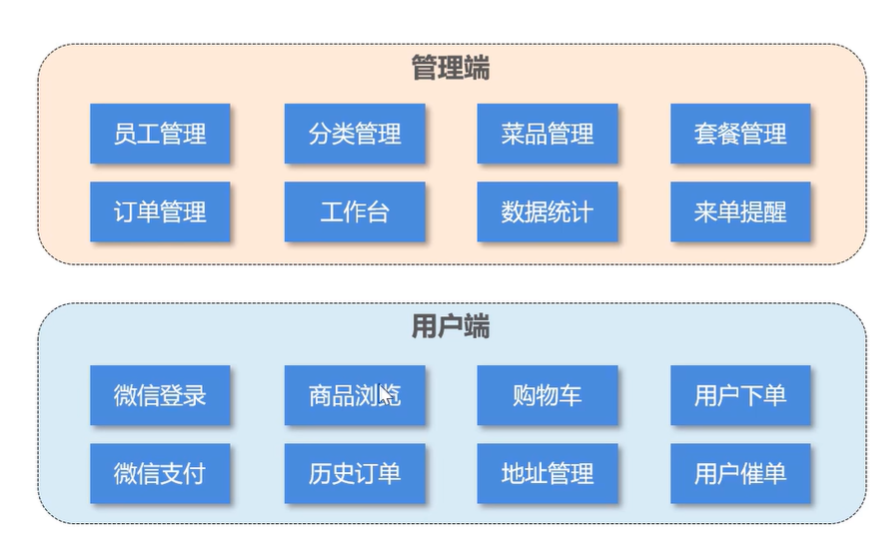 管理端
员工管理 分类管理 菜品管理 套餐管理
订单管理 工作台 数据统计 来单提醒
用户端
微信登录 商品浏览 购物车 用户下单
微信支付 历史订单 地址管理 用户催单